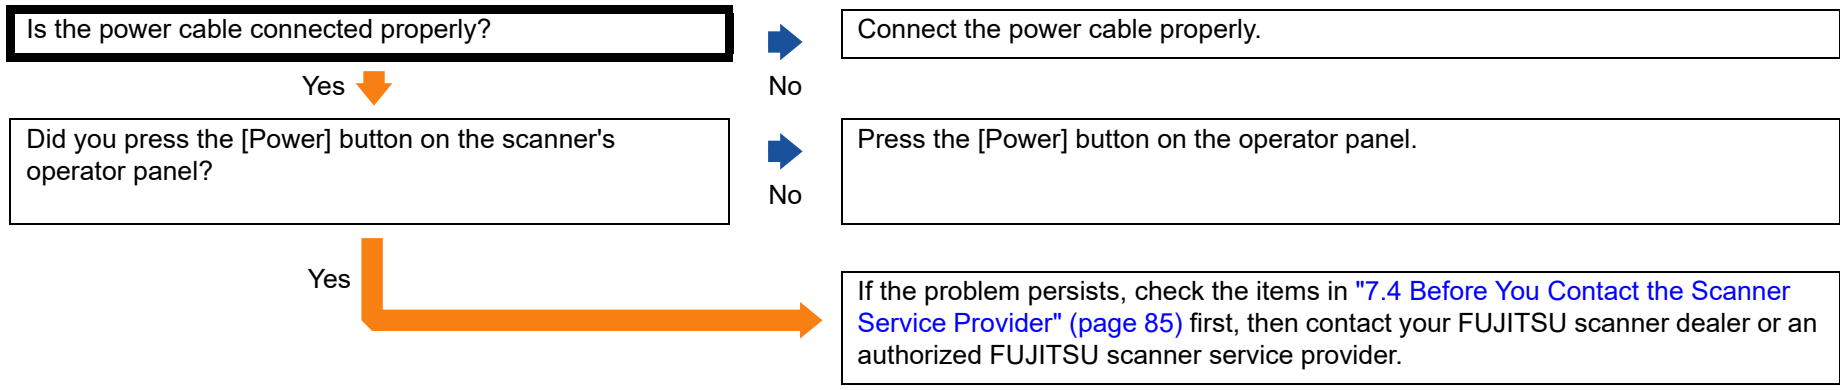 Is the power cable connected properly?
Connect the power cable properly.
Yes
No
Did you press the [Power] button on the scanner's
operator panel?
Press the [Power] button on the operator panel.
No
Yes
If the problem persists, check the items in "7.4 Before You Contact the Scanner
Service Provider" (page 85) first, then contact your FUJITSU scanner dealer or an
authorized FUJITSU scanner service provider.